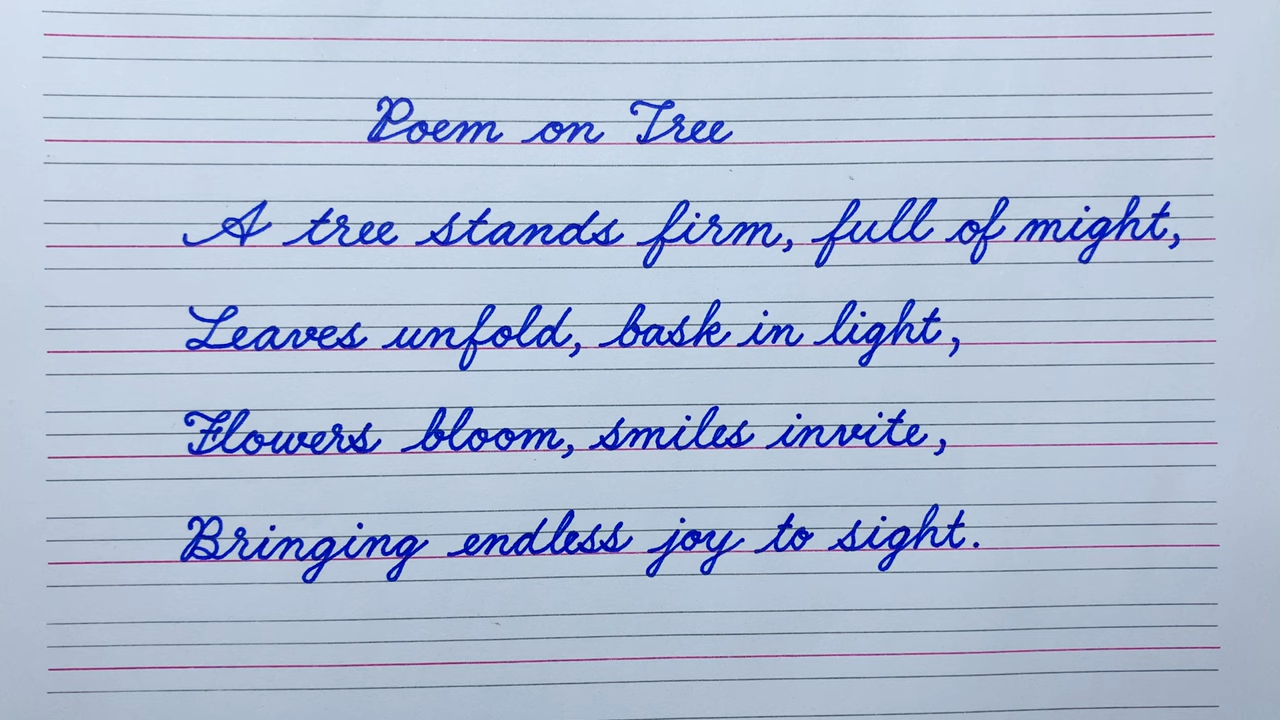 Poem on Tree
A tree stands firm, full of might,
Leaves unfold, bask in light,
Flowers bloom, smiles invite,
Bringing endless joy to sight.